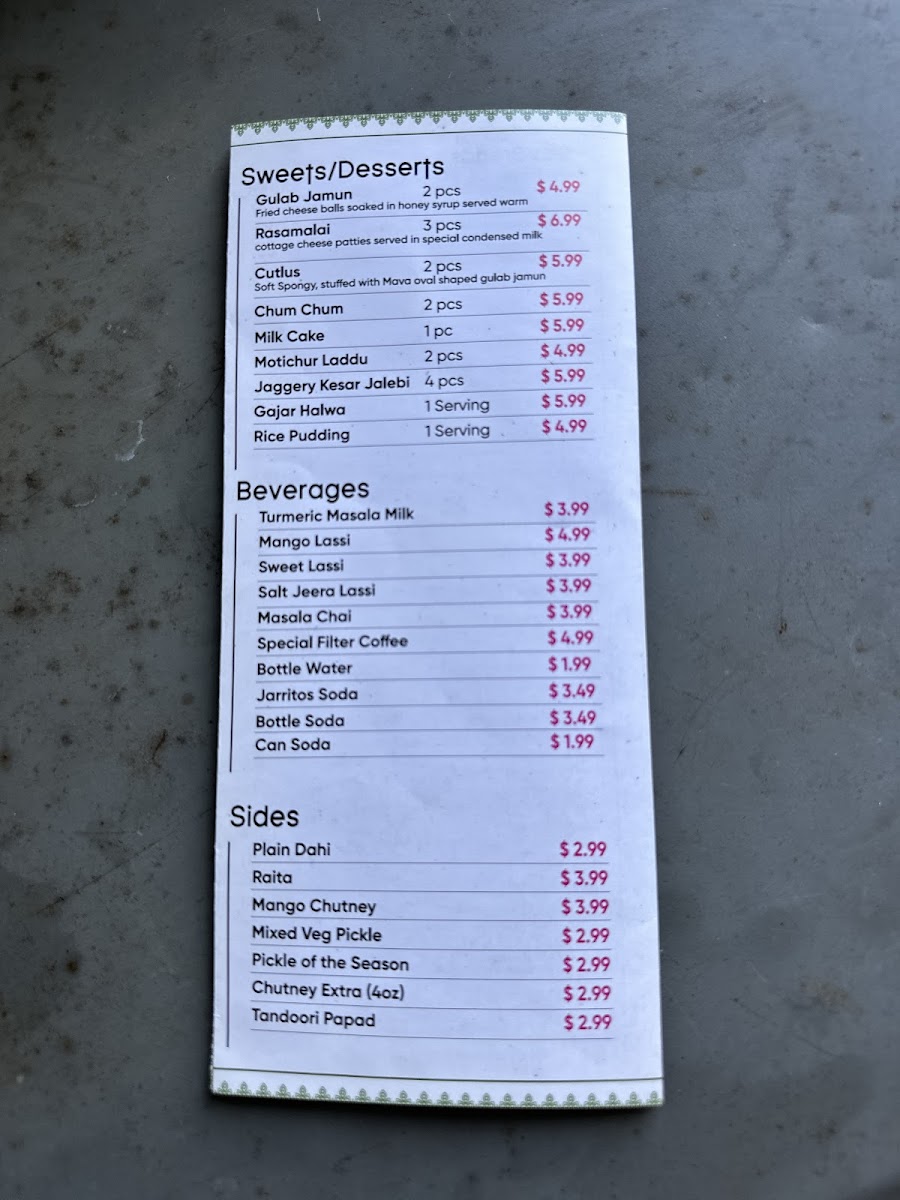 Sweets/Desserts
Gulab Jamun 2 pcs $ 4.99
Fried cheese balls soaked in honey syrup served warm
Rasamalai 3 pcs $ 6.99
cottage cheese patties served in special condensed milk
Cutlus 2 pcs $ 5.99
Soft Spongy, stuffed with Mava oval shaped gulab jamun
Chum Chum 2 pcs $ 5.99
Milk Cake 1 pc $ 5.99
Motichur Laddu 2 pcs $ 4.99
Jaggery Kesar Jalebi 4 pcs $ 5.99
Gajar Halwa 1 Serving $ 5.99
Rice Pudding 1 Serving $ 4.99
Beverages
Turmeric Masala Milk $ 3.99
Mango Lassi $ 4.99
Sweet Lassi $ 3.99
Salt Jeera Lassi $ 3.99
Masala Chai $ 3.99
Special Filter Coffee $ 4.99
Bottle Water $ 1.99
Jarritos Soda $ 3.49
Bottle Soda $ 3.49
Can Soda $ 1.99
Sides
Plain Dahi $ 2.99
Raita $ 3.99
Mango Chutney $ 3.99
Mixed Veg Pickle $ 2.99
Pickle of the Season $ 2.99
Chutney Extra (4oz) $ 2.99
Tandoori Papad $ 2.99